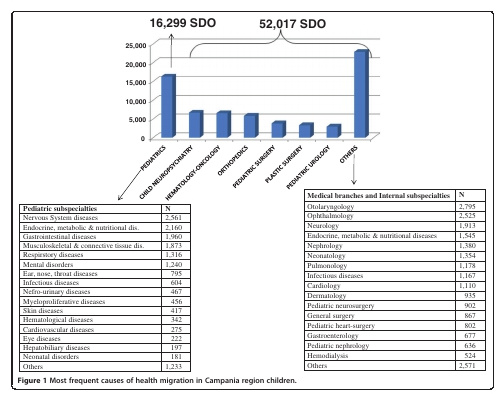 16,299 SDO
52,017 SDO
25,000
20,000
15,000
10,000
5,000
0
PEDIATRICS
CHILD NEUROPSYCHIATRY
HEMATOLOGY-ONCOLOGY
ORTHOPEDICS
PEDIATRIC SURGERY
PLASTIC SURGERY
PEDIATRIC UROLOGY
OTHERS
Pediatric subspecialties N
Nervous System diseases 2,561
Endocrine, metabolic & nutritional dis. 2,160
Gastrointestinal diseases 1,960
Musculoskeletal & connective tissue dis. 1,873
Respirstory diseases 1,316
Mental disorders 1,240
Ear, nose, throat diseases 795
Infectious diseases 604
Nefro-urinary diseases 467
Myeloproliferative diseases 456
Skin diseases 417
Hematological diseases 342
Cardiovascular diseases 275
Eye diseases 222
Hepatobiliary diseases 197
Neonatal disorders 181
Others 1,233
Medical branches and Internal subspecialties N
Otolaryngology 2,795
Ophthalmology 2,525
Neurology 1,913
Endocrine, metabolic & nutritional diseases 1,545
Nephrology 1,380
Neonatology 1,354
Pulmonology 1,178
Infectious diseases 1,167
Cardiology 1,110
Dermatology 935
Pediatric neurosurgery 902
General surgery 867
Pediatric heart-surgery 802
Gastroenterology 677
Pediatric nephrology 636
Hemodialysis 524
Others 2,571
Figure 1 Most frequent causes of health migration in Campania region children.